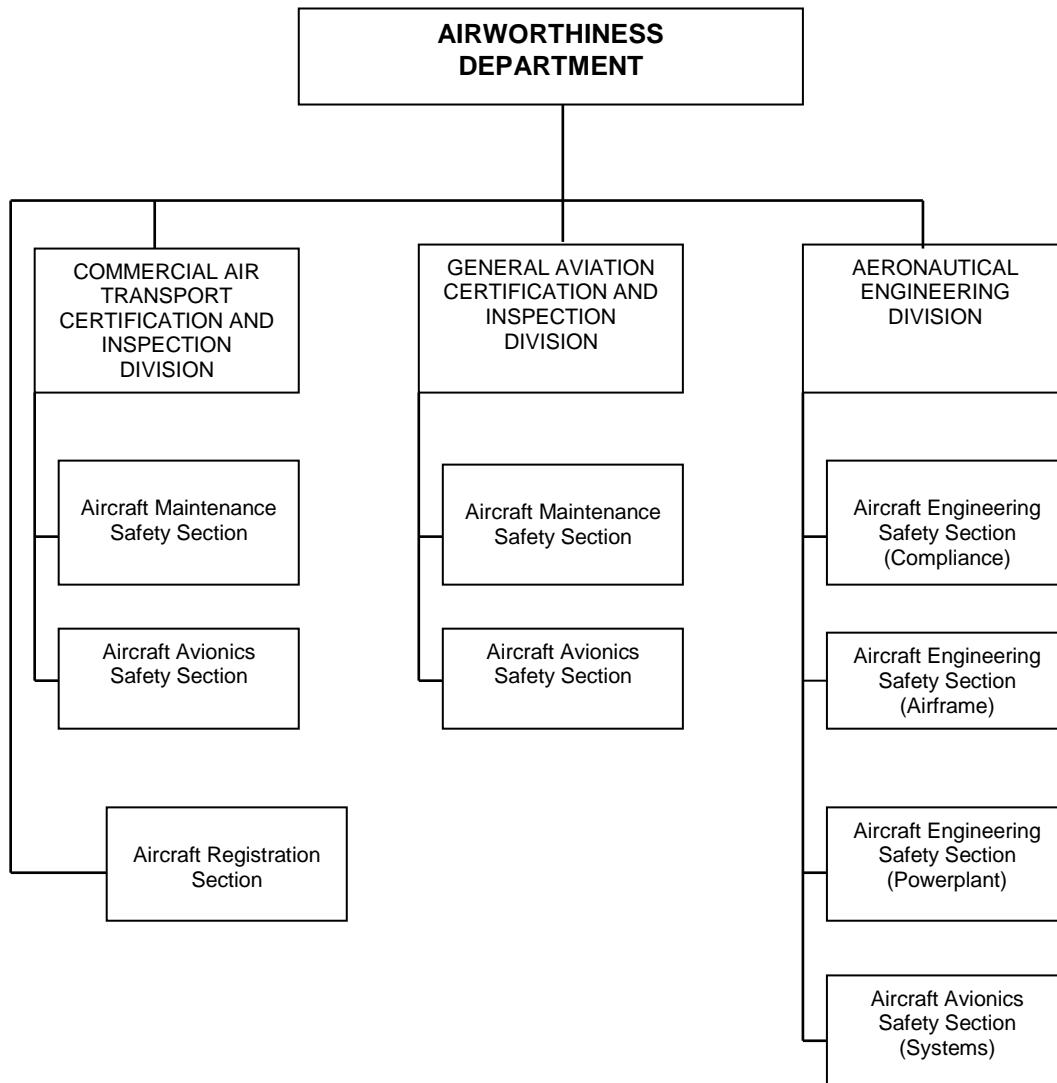 AIRWORTHINESS
DEPARTMENT
COMMERCIAL AIR
TRANSPORT
CERTIFICATION AND
INSPECTION
DIVISION
GENERAL AVIATION
CERTIFICATION AND
INSPECTION
DIVISION
AERONAUTICAL
ENGINEERING
DIVISION
Aircraft Maintenance
Safety Section
Aircraft Maintenance
Safety Section
Aircraft Engineering
Safety Section
(Compliance)
Aircraft Avionics
Safety Section
Aircraft Avionics
Safety Section
Aircraft Engineering
Safety Section
(Airframe)
Aircraft Registration
Section
Aircraft Engineering
Safety Section
(Powerplant)
Aircraft Avionics
Safety Section
(Systems)